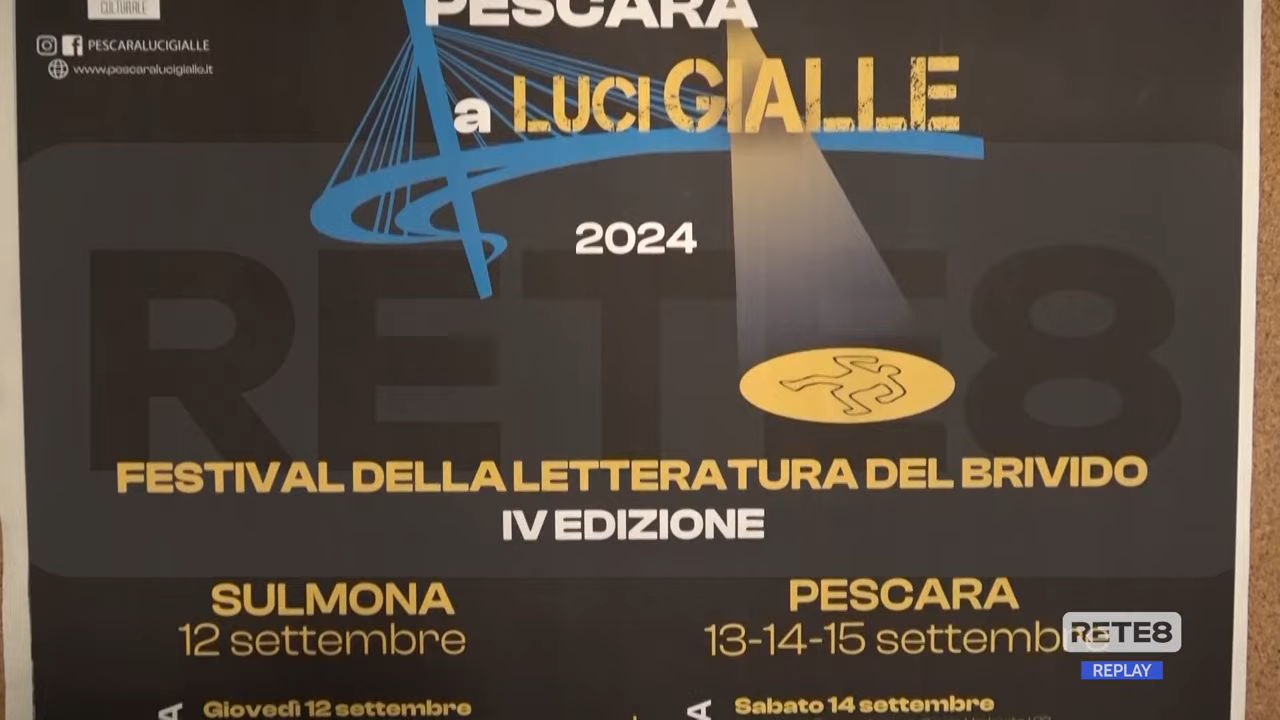 CULTURALE
PESCARALUCIGIALLE
www.pescaralucigialle.it
PESCARA
a LUCI GIALLE
2024
RETE8
FESTIVAL DELLA LETTERATURA DEL BRIVIDO
IV EDIZIONE
SULMONA
12 settembre
PESCARA
13-14-15 settembre
RETE8
REPLAY
Giovedì 12 settembre
Sabato 14 settembre